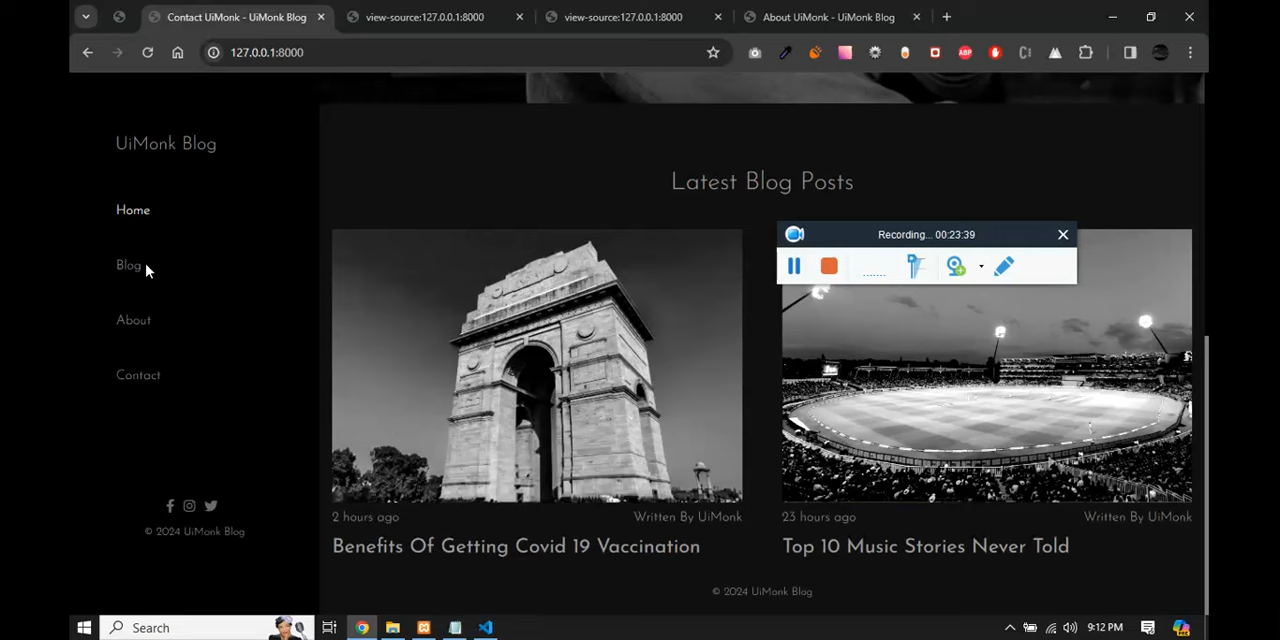 Contact UiMonk - UiMonk Blog
view-source:127.0.0.1:8000
view-source:127.0.0.1:8000
About UiMonk - UiMonk Blog
127.0.0.1:8000
ABP
UiMonk Blog
Home
Blog
About
Contact
© 2024 UiMonk Blog
Latest Blog Posts
Recording... 00:23:39
2 hours ago
Written By UiMonk
Benefits Of Getting Covid 19 Vaccination
23 hours ago
Written By UiMonk
Top 10 Music Stories Never Told
© 2024 UiMonk Blog
Search
9:12 PM